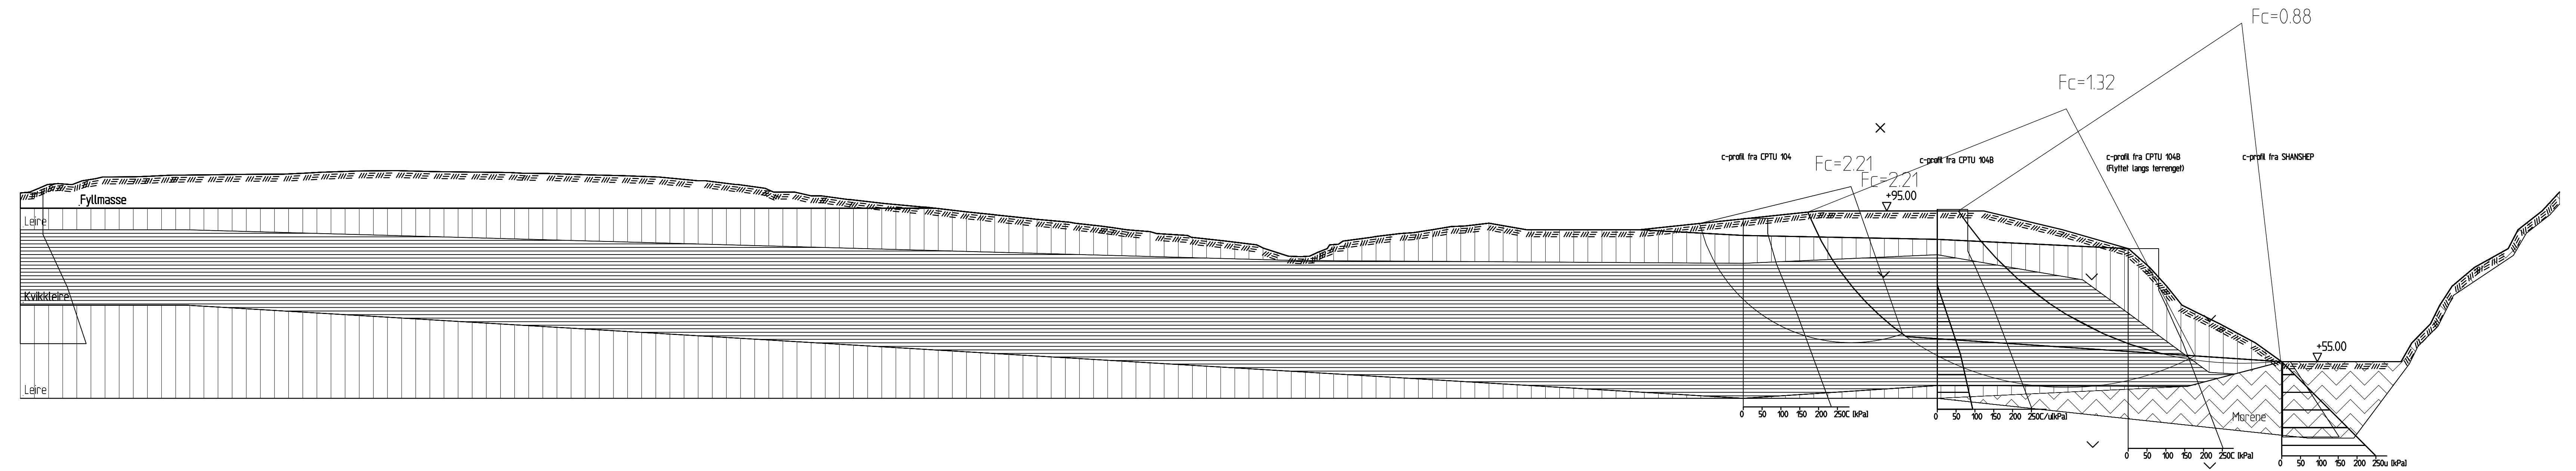 Fc=0.88
Fc=1.32
c-profil fra CPTU 104
Fc=2.21
c-profil fra CPTU 104B
c-profil fra CPTU 104B
(Flyttet langs terrenget)
c-profil fra SHANSHEP
Fc=2.21
+95.00
Fyllmasse
Leire
Kvikkleire
+55.00
Leire
Morene
0 50 100 150 200 250C (kPa)
0 50 100 150 200 250C/u(kPa)
0 50 100 150 200 250C (kPa)
0 50 100 150 200 250u (kPa)